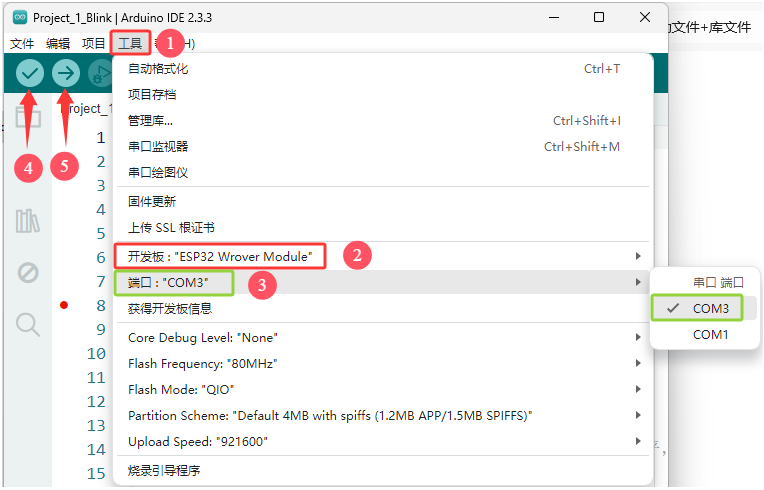 Project_1_Blink | Arduino IDE 2.3.3
文件+库文件
文件 编辑 项目 工具 H)
1
Project_1
自动格式化 Ctrl+T
项目存档
管理库... Ctrl+Shift+I
串口监视器 Ctrl+Shift+M
串口绘图仪
固件更新
上传 SSL 根证书
开发板 : "ESP32 Wrover Module"
2
端口 : "COM3"
3
获得开发板信息
Core Debug Level: "None"
Flash Frequency: "80MHz"
Flash Mode: "QIO"
Partition Scheme: "Default 4MB with spiffs (1.2MB APP/1.5MB SPIFFS)"
Upload Speed: "921600"
烧录引导程序
串口 端口
COM3
COM1
4
5
1
2
3
4
5
6
7
8
9
10
11
12
13
14
15